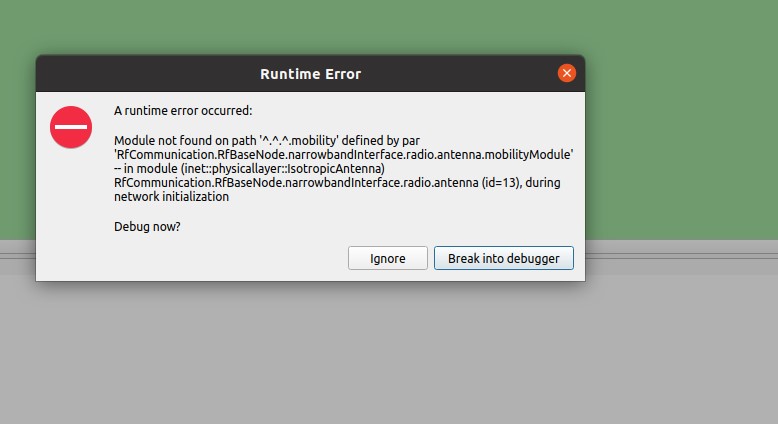 Runtime Error
A runtime error occurred:
Module not found on path '^.^.^.mobility' defined by par
'RfCommunication.RfBaseNode.narrowbandInterface.radio.antenna.mobilityModule'
-- in module (inet::physicallayer::IsotropicAntenna)
RfCommunication.RfBaseNode.narrowbandInterface.radio.antenna (id=13), during
network initialization
Debug now?
Ignore
Break into debugger